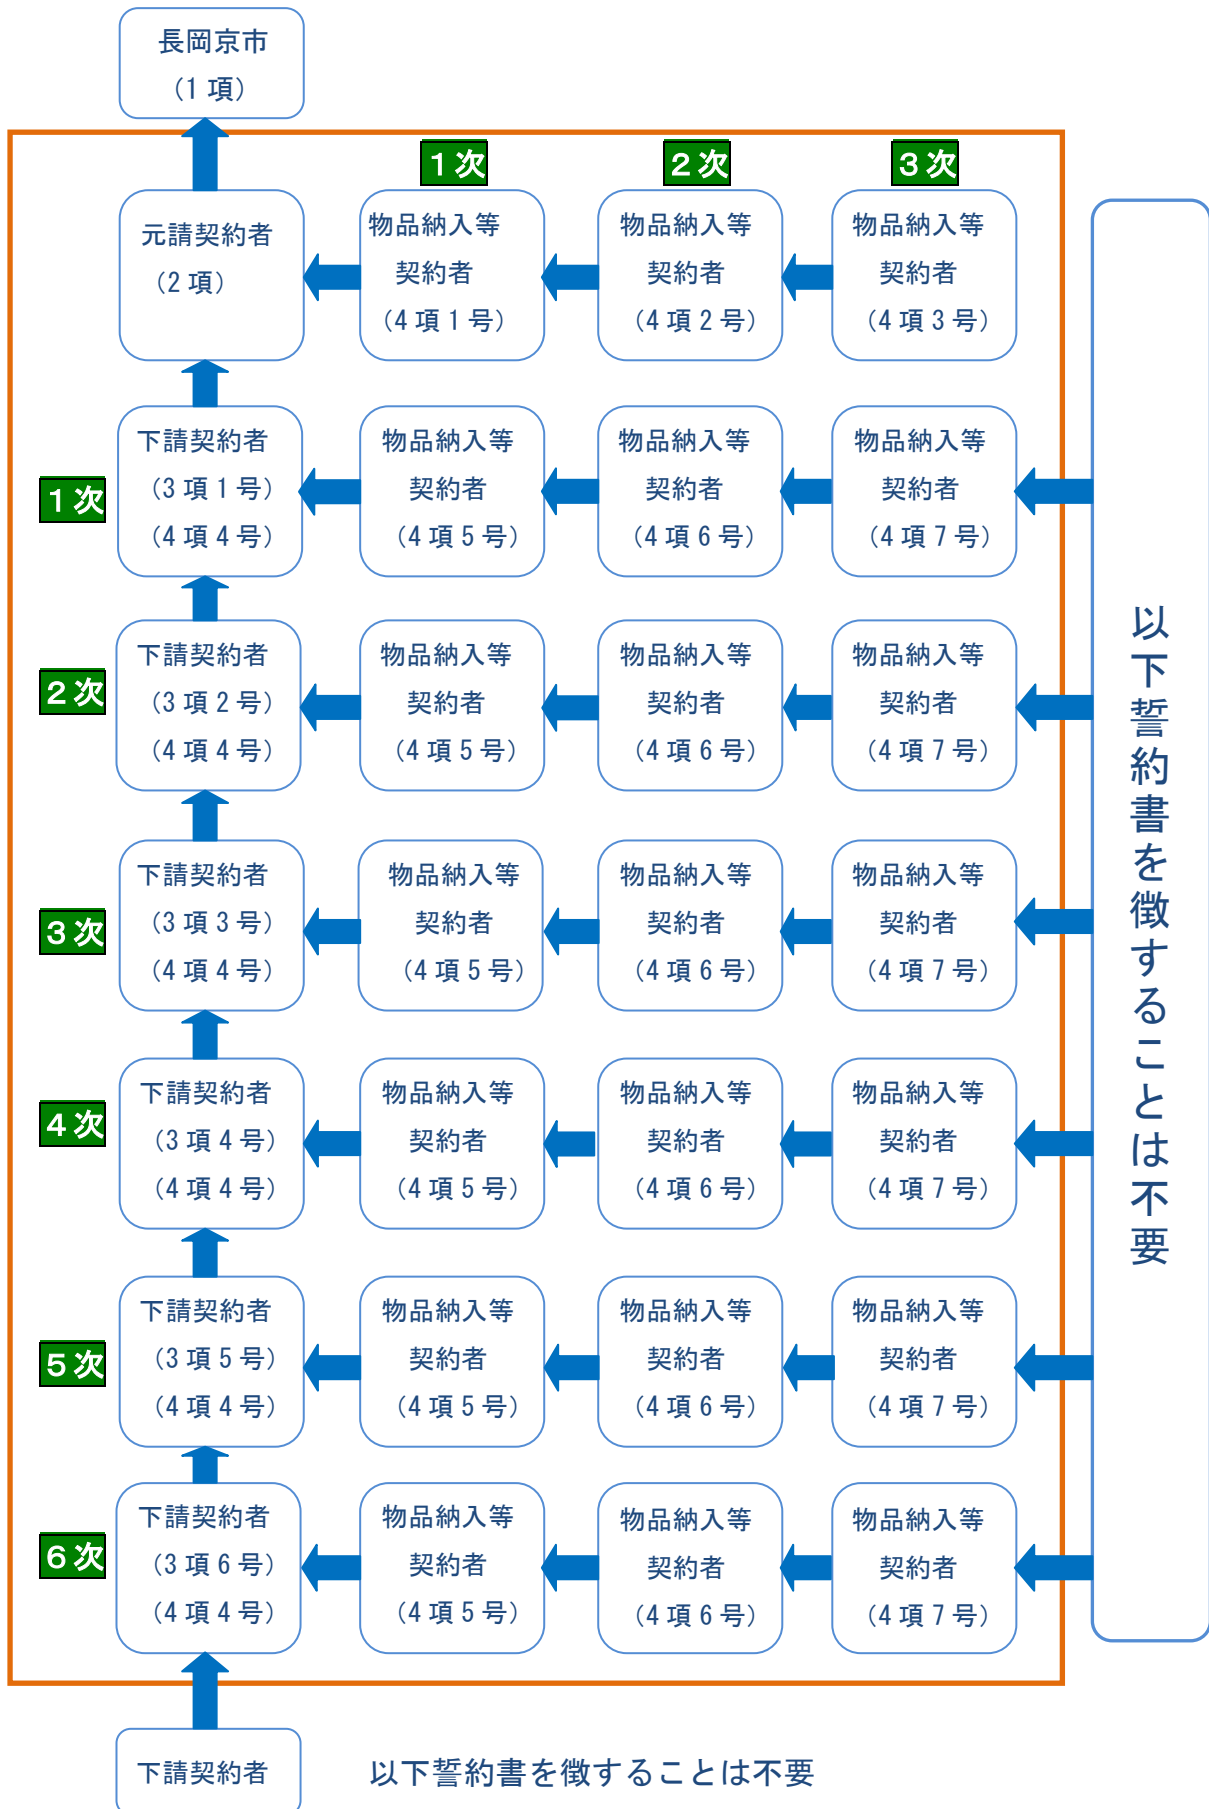 長岡京市
（1 項）
1次
2次
3次
元請契約者
（2 項）
物品納入等
契約者
（4 項 1 号）
物品納入等
契約者
（4 項 2 号）
物品納入等
契約者
（4 項 3 号）
1次
下請契約者
（3 項 1 号）
（4 項 4 号）
物品納入等
契約者
（4 項 5 号）
物品納入等
契約者
（4 項 6 号）
物品納入等
契約者
（4 項 7 号）
2次
下請契約者
（3 項 2 号）
（4 項 4 号）
物品納入等
契約者
（4 項 5 号）
物品納入等
契約者
（4 項 6 号）
物品納入等
契約者
（4 項 7 号）
3次
下請契約者
（3 項 3 号）
（4 項 4 号）
物品納入等
契約者
（4 項 5 号）
物品納入等
契約者
（4 項 6 号）
物品納入等
契約者
（4 項 7 号）
4次
下請契約者
（3 項 4 号）
（4 項 4 号）
物品納入等
契約者
（4 項 5 号）
物品納入等
契約者
（4 項 6 号）
物品納入等
契約者
（4 項 7 号）
5次
下請契約者
（3 項 5 号）
（4 項 4 号）
物品納入等
契約者
（4 項 5 号）
物品納入等
契約者
（4 項 6 号）
物品納入等
契約者
（4 項 7 号）
6次
下請契約者
（3 項 6 号）
（4 項 4 号）
物品納入等
契約者
（4 項 5 号）
物品納入等
契約者
（4 項 6 号）
物品納入等
契約者
（4 項 7 号）
以下誓約書を徴することは不要
下請契約者
以下誓約書を徴することは不要